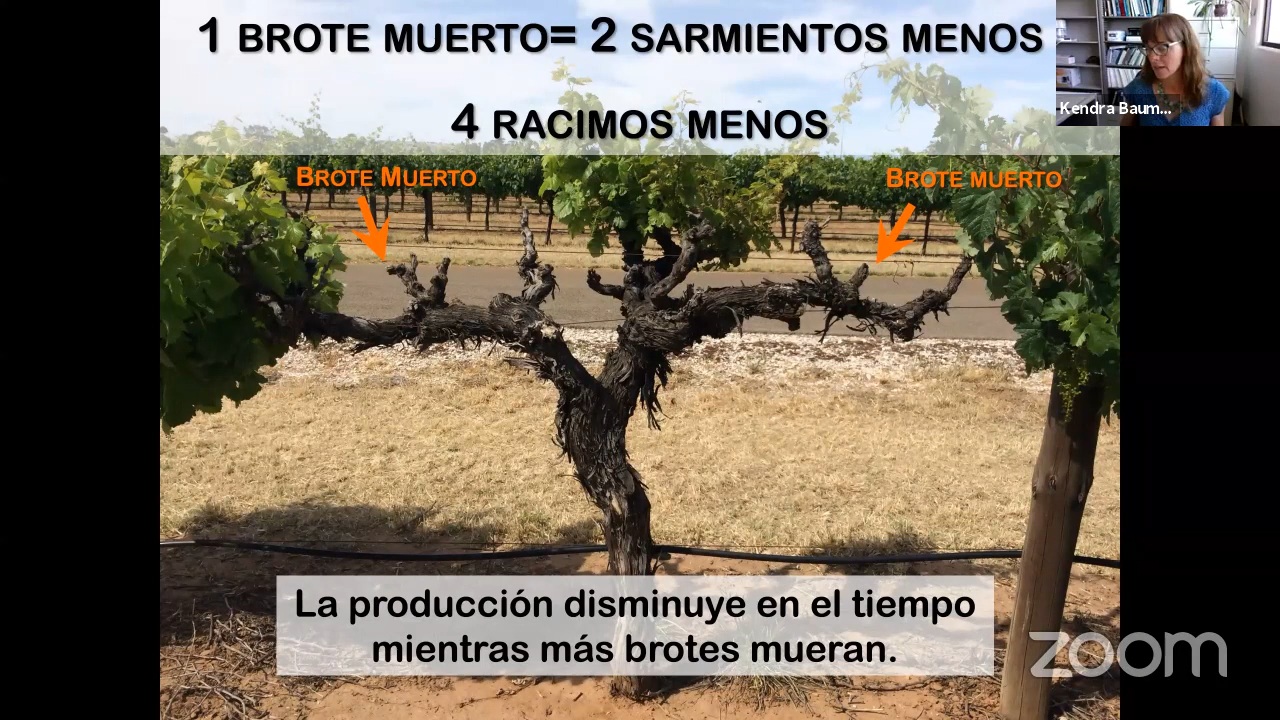 1 BROTE MUERTO= 2 SARMIENTOS MENOS
4 RACIMOS MENOS
Kendra Baum...
BROTE MUERTO
BROTE MUERTO
La producción disminuye en el tiempo
mientras más brotes mueran.
zoom